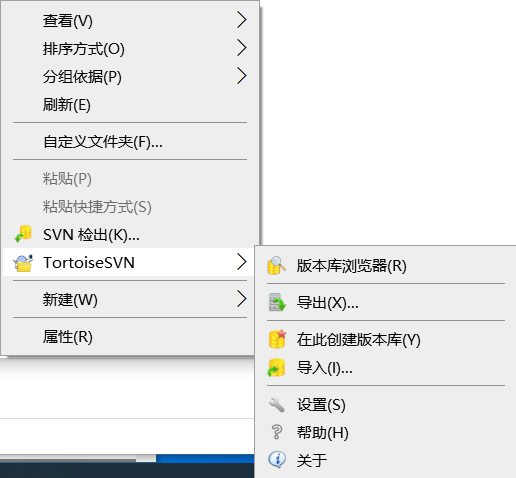 查看(V)
排序方式(O)
分组依据(P)
刷新(E)
自定义文件夹(F)...
粘贴(P)
粘贴快捷方式(S)
SVN 检出(K)...
TortoiseSVN
新建(W)
属性(R)
版本库浏览器(R)
导出(X)...
在此创建版本库(Y)
导入(I)...
设置(S)
帮助(H)
关于